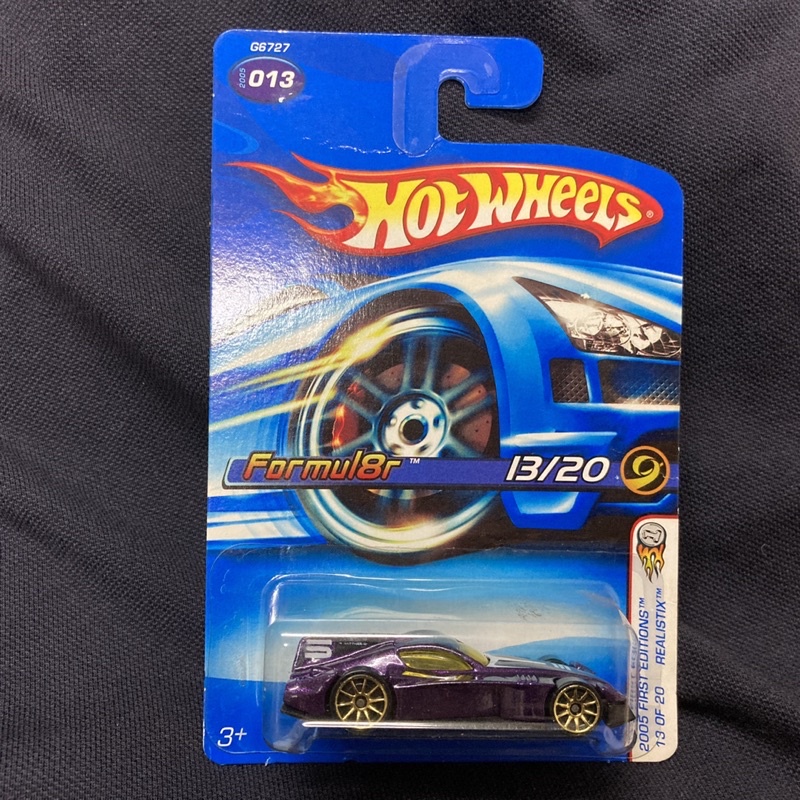 G6727
2005 013
HOT WHEELS®
Formul8r™ 13/20
2005 FIRST EDITIONS™
13 OF 20 REALISTIX™
3+